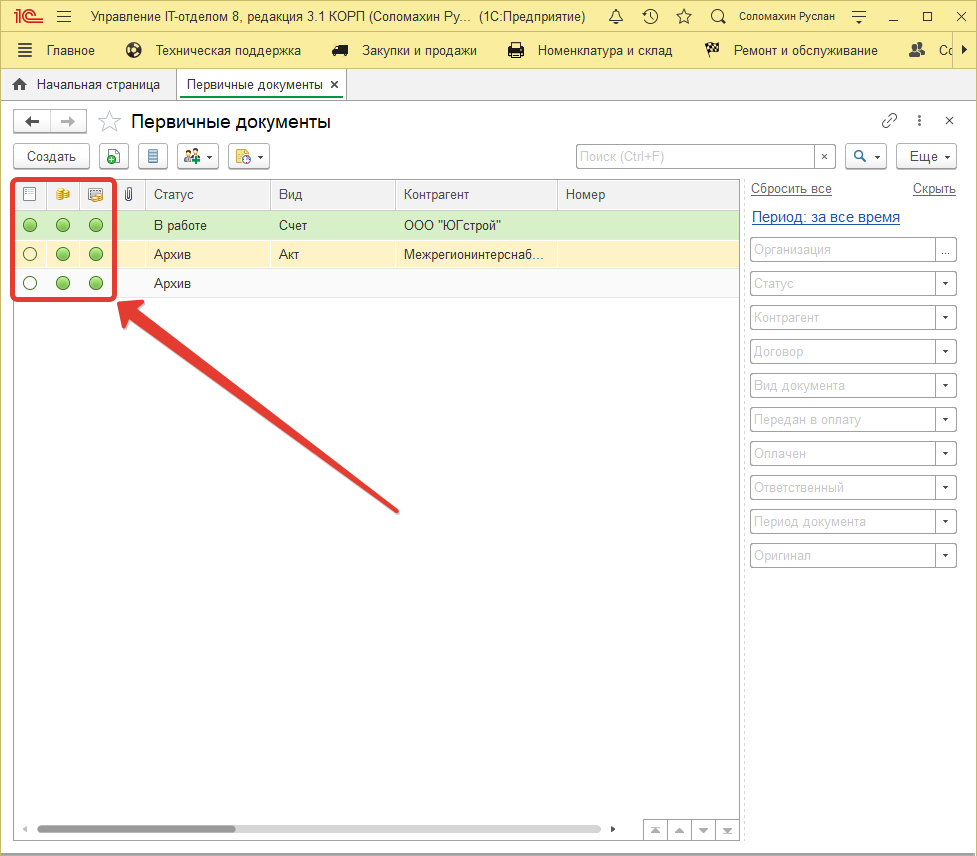 1С Управление IT-отделом 8, редакция 3.1 КОРП (Соломахин Ру... (1С:Предприятие) Соломахин Руслан
Главное Техническая поддержка Закупки и продажи Номенклатура и склад Ремонт и обслуживание Сс
Начальная страница Первичные документы ×
Первичные документы
Создать Поиск (Ctrl+F) × Еще
Статус Вид Контрагент Номер
В работе Счет ООО "ЮГстрой"
Архив Акт Межрегионинтерснаб...
Архив
Сбросить все Скрыть
Период: за все время
Организация ...
Статус
Контрагент
Договор
Вид документа
Передан в оплату
Оплачен
Ответственный
Период документа
Оригинал